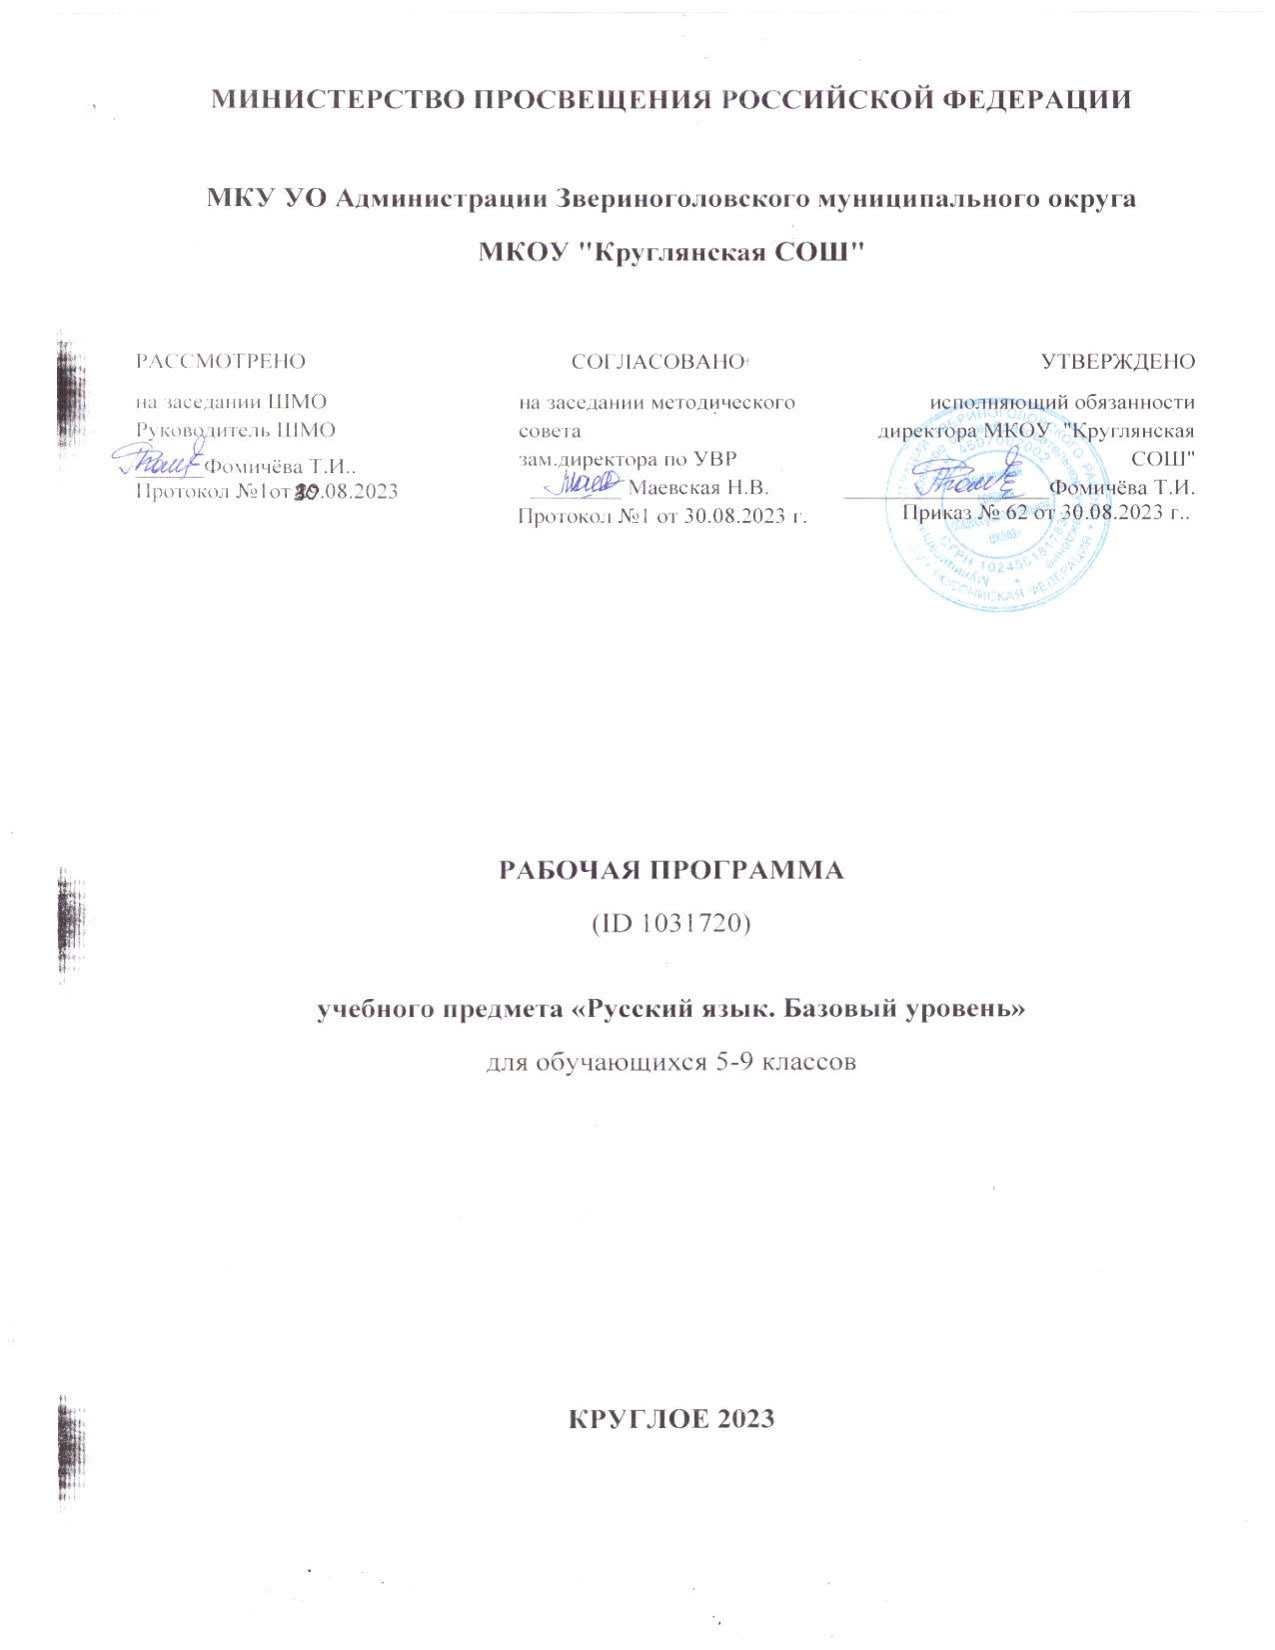 МИНИСТЕРСТВО ПРОСВЕЩЕНИЯ РОССИЙСКОЙ ФЕДЕРАЦИИ
МКУ УО Администрации Звериноголовского муниципального округа
МКОУ "Круглянская СОШ"
РАССМОТРЕНО
на заседании ШМО
Руководитель ШМО
Фомичёва Т.И..
Протокол №1от 30.08.2023
СОГЛАСОВАНО
на заседании методического
совета
зам.директора по УВР
Маевская Н.В.
Протокол №1 от 30.08.2023 г.
УТВЕРЖДЕНО
исполняющий обязанности
директора МКОУ "Круглянская
СОШ"
Фомичёва Т.И.
Приказ № 62 от 30.08.2023 г..
РОССИЙСКАЯ ФЕДЕРАЦИЯ
РАБОЧАЯ ПРОГРАММА
(ID 1031720)
учебного предмета «Русский язык. Базовый уровень»
для обучающихся 5-9 классов
КРУГЛОЕ 2023